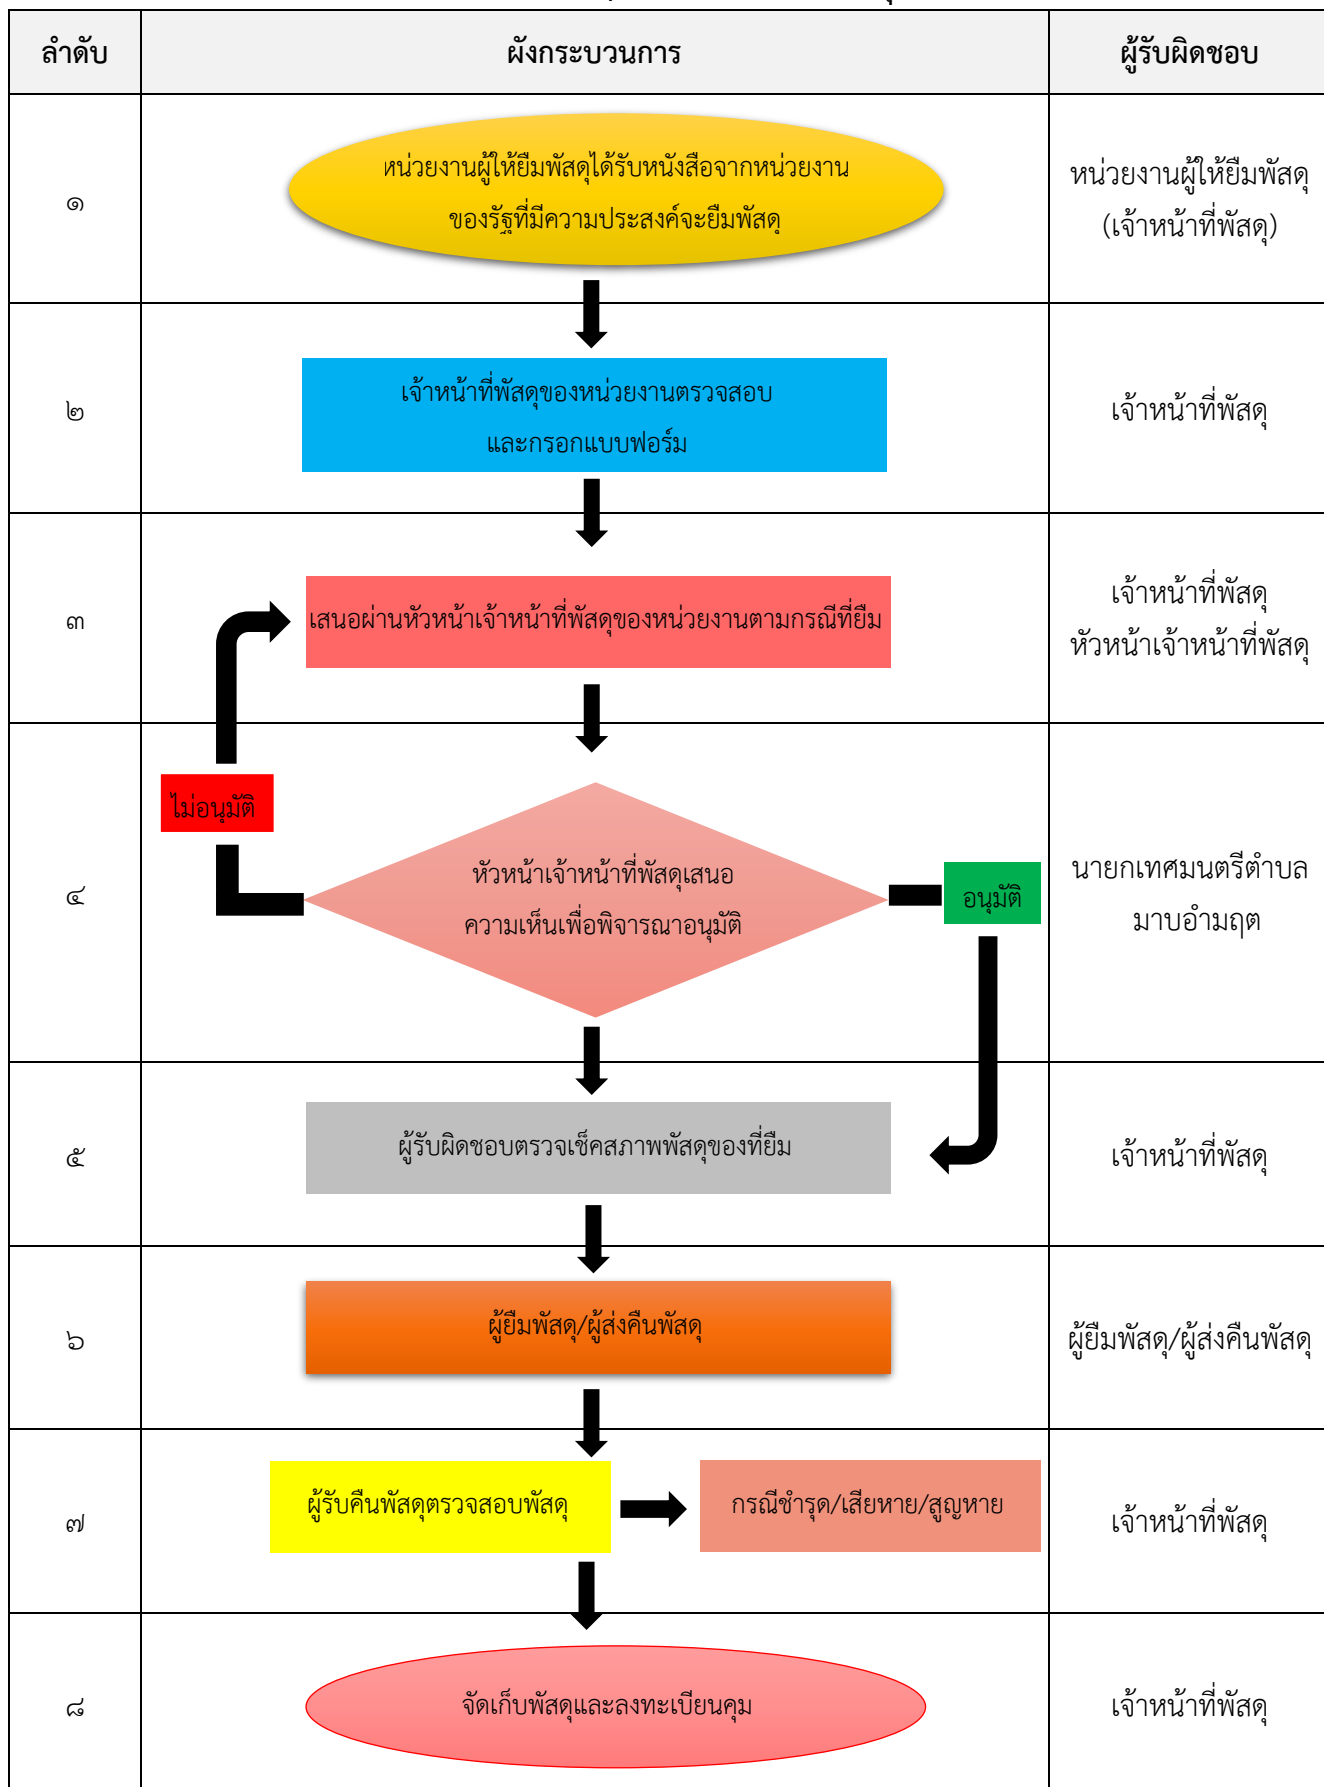 ลำดับ
ผังกระบวนการ
ผู้รับผิดชอบ
๑
หน่วยงานผู้ให้ยืมพัสดุได้รับหนังสือจากหน่วยงาน
ของรัฐที่มีความประสงค์จะยืมพัสดุ
หน่วยงานผู้ให้ยืมพัสดุ
(เจ้าหน้าที่พัสดุ)
๒
เจ้าหน้าที่พัสดุของหน่วยงานตรวจสอบ
และกรอกแบบฟอร์ม
เจ้าหน้าที่พัสดุ
๓
เสนอผ่านหัวหน้าเจ้าหน้าที่พัสดุของหน่วยงานตามกรณีที่ยืม
เจ้าหน้าที่พัสดุ
หัวหน้าเจ้าหน้าที่พัสดุ
๔
ไม่อนุมัติ
หัวหน้าเจ้าหน้าที่พัสดุเสนอ
ความเห็นเพื่อพิจารณาอนุมัติ
อนุมัติ
นายกเทศมนตรีตำบล
มาบอำมฤต
๕
ผู้รับผิดชอบตรวจเช็คสภาพพัสดุของที่ยืม
เจ้าหน้าที่พัสดุ
๖
ผู้ยืมพัสดุ/ผู้ส่งคืนพัสดุ
ผู้ยืมพัสดุ/ผู้ส่งคืนพัสดุ
๗
ผู้รับคืนพัสดุตรวจสอบพัสดุ
กรณีชำรุด/เสียหาย/สูญหาย
เจ้าหน้าที่พัสดุ
๘
จัดเก็บพัสดุและลงทะเบียนคุม
เจ้าหน้าที่พัสดุ